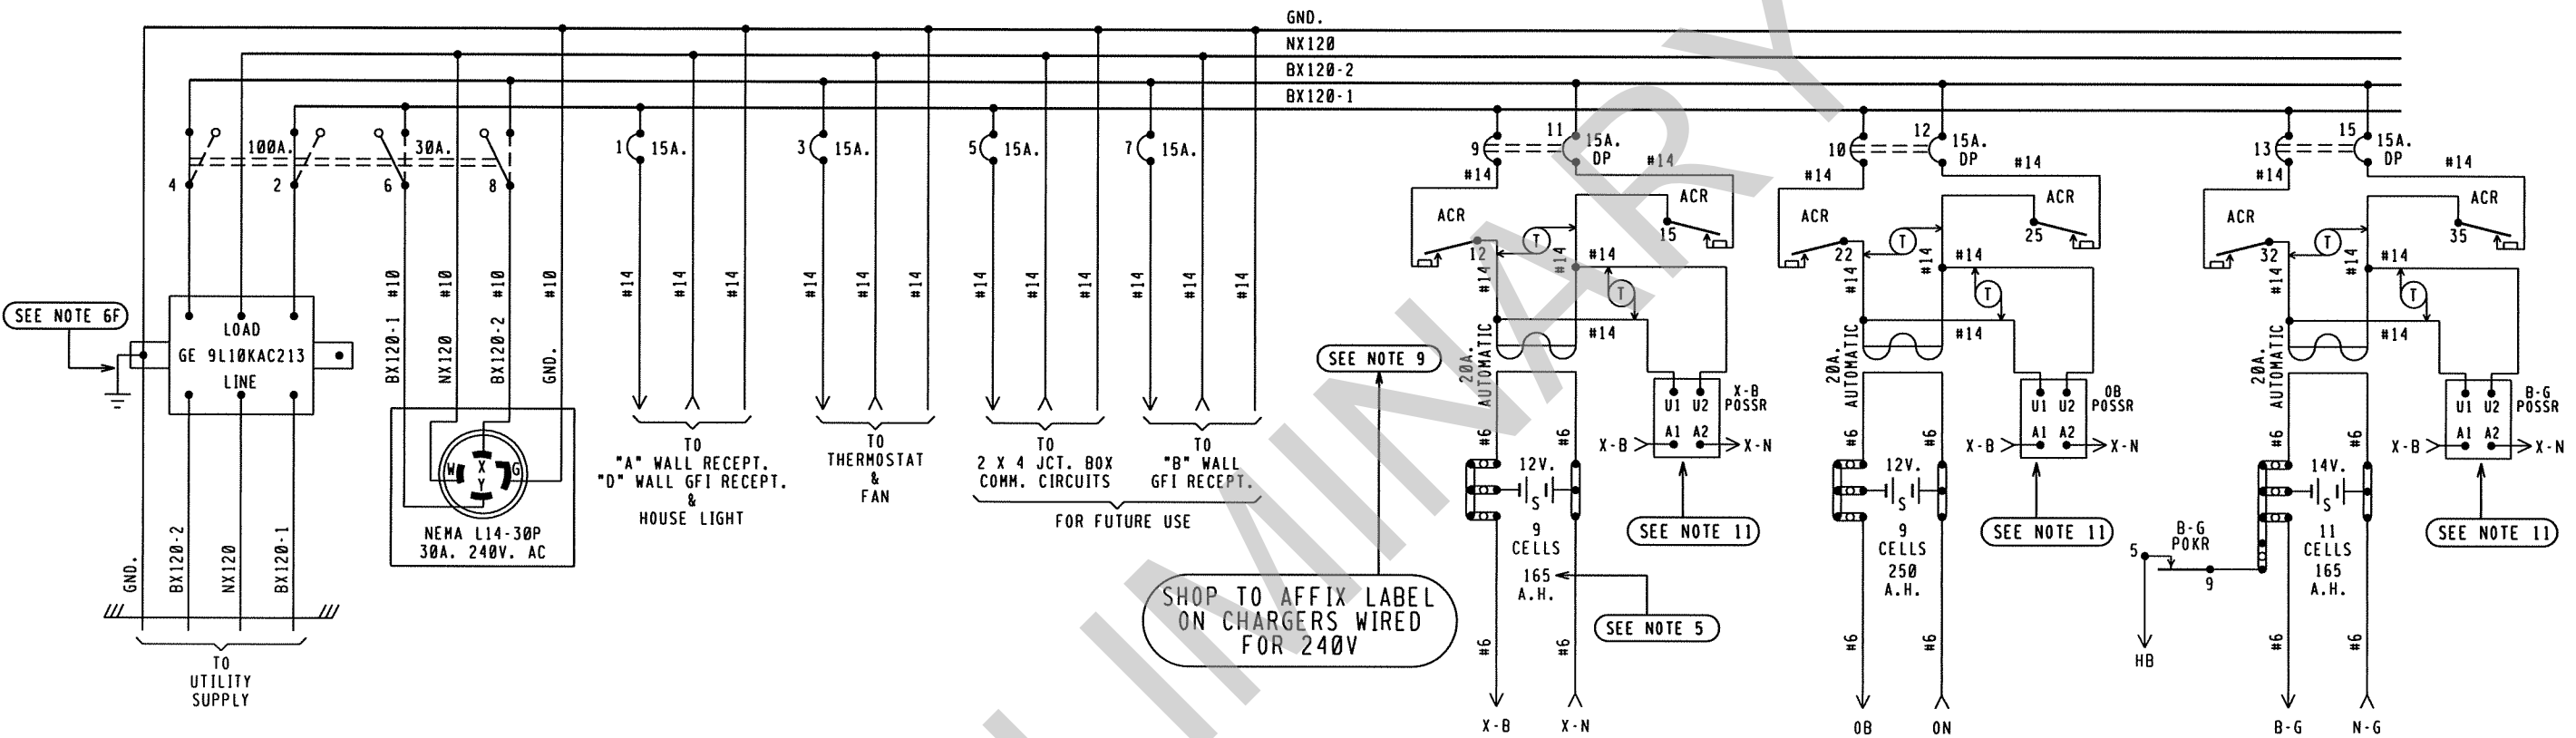 GND.
NX120
BX120-2
BX120-1
100A.
30A.
4
2
6
8
1
15A.
3
15A.
5
15A.
7
15A.
9
11
15A.
DP
10
12
15A.
DP
13
15
15A.
DP
#14
#14
#14
#14
#14
#14
ACR
ACR
ACR
ACR
ACR
ACR
12
T
15
22
T
25
32
T
35
#14
#14
#14
#14
#14
#14
#14
#14
#14
T
T
T
#14
#14
#14
SEE NOTE 6F
LOAD
GE 9L10KAC213
LINE
BX120-1 #10
NX120 #10
BX120-2 #10
GND. #10
#14
#14
#14
#14
#14
#14
#14
#14
#14
#14
#14
#14
SEE NOTE 9
20A.
AUTOMATIC
20A.
AUTOMATIC
20A.
AUTOMATIC
U1 U2
A1 A2
X-B
POSSR
X-B
X-N
U1 U2
A1 A2
OB
POSSR
X-B
X-N
U1 U2
A1 A2
B-G
POSSR
X-B
X-N
W
X
Y
G
NEMA L14-30P
30A. 240V. AC
TO
"A" WALL RECEPT.
"D" WALL GFI RECEPT.
&
HOUSE LIGHT
TO
THERMOSTAT
&
FAN
TO
2 X 4 JCT. BOX
COMM. CIRCUITS
TO
"B" WALL
GFI RECEPT.
FOR FUTURE USE
#6
#6
12V.
S
9
CELLS
165
A.H.
#6
#6
12V.
S
9
CELLS
250
A.H.
#6
#6
14V.
S
11
CELLS
165
A.H.
SEE NOTE 11
SEE NOTE 11
SEE NOTE 11
B-G
POKR
5
9
HB
SHOP TO AFFIX LABEL
ON CHARGERS WIRED
FOR 240V
SEE NOTE 5
GND.
BX120-2
NX120
BX120-1
TO
UTILITY
SUPPLY
#6
#6
#6
#6
#6
#6
X-B
X-N
OB
ON
B-G
N-G
LIMINARY